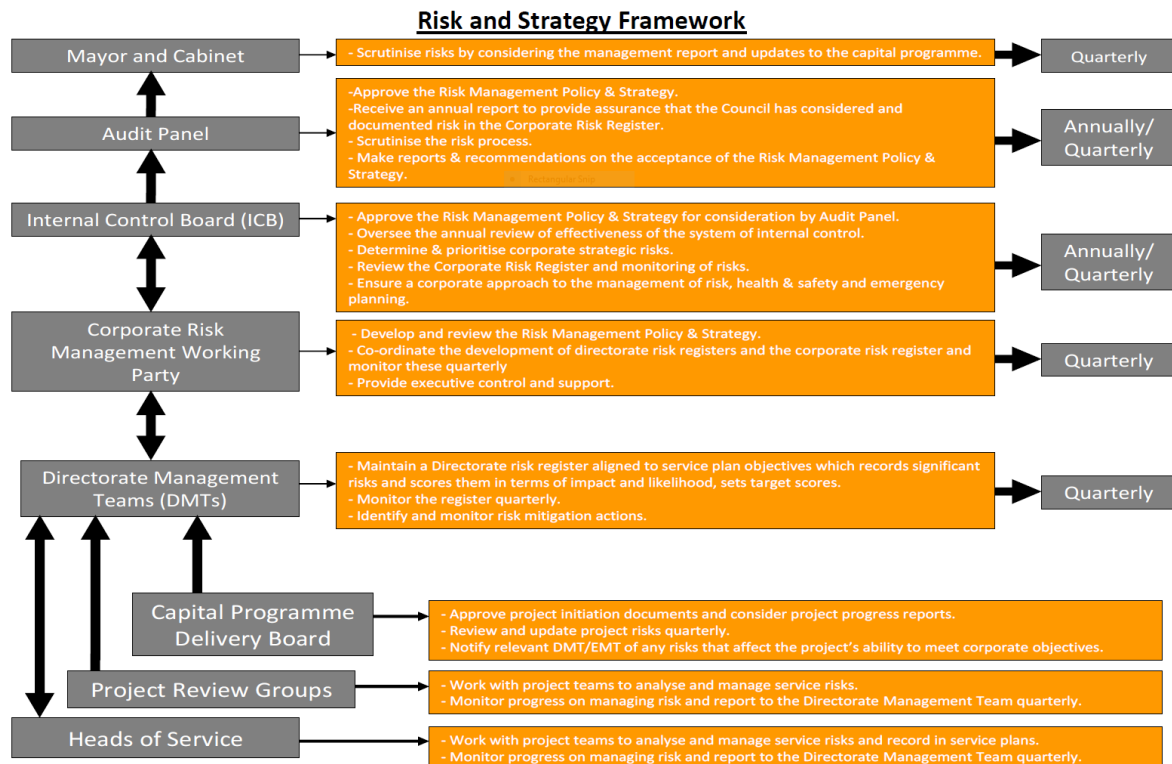 Risk and Strategy Framework
Mayor and Cabinet
- Scrutinise risks by considering the management report and updates to the capital programme.
Quarterly
Audit Panel
-Approve the Risk Management Policy & Strategy.
-Receive an annual report to provide assurance that the Council has considered and
documented risk in the Corporate Risk Register.
- Scrutinise the risk process.
- Make reports & recommendations on the acceptance of the Risk Management Policy &
Strategy.
Rectangular Snip
Annually/
Quarterly
Internal Control Board (ICB)
- Approve the Risk Management Policy & Strategy for consideration by Audit Panel.
- Oversee the annual review of effectiveness of the system of internal control.
- Determine & prioritise corporate strategic risks.
- Review the Corporate Risk Register and monitoring of risks.
- Ensure a corporate approach to the management of risk, health & safety and emergency
planning.
Annually/
Quarterly
Corporate Risk
Management Working
Party
- Develop and review the Risk Management Policy & Strategy.
- Co-ordinate the development of directorate risk registers and the corporate risk register and
monitor these quarterly
- Provide executive control and support.
Quarterly
Directorate Management
Teams (DMTs)
- Maintain a Directorate risk register aligned to service plan objectives which records significant
risks and scores them in terms of impact and likelihood, sets target scores.
- Monitor the register quarterly.
- Identify and monitor risk mitigation actions.
Quarterly
Capital Programme
Delivery Board
- Approve project initiation documents and consider project progress reports.
- Review and update project risks quarterly.
- Notify relevant DMT/EMT of any risks that affect the project's ability to meet corporate objectives.
Project Review Groups
- Work with project teams to analyse and manage service risks.
- Monitor progress on managing risk and report to the Directorate Management Team quarterly.
Heads of Service
- Work with project teams to analyse and manage service risks and record in service plans.
- Monitor progress on managing risk and report to the Directorate Management Team quarterly.